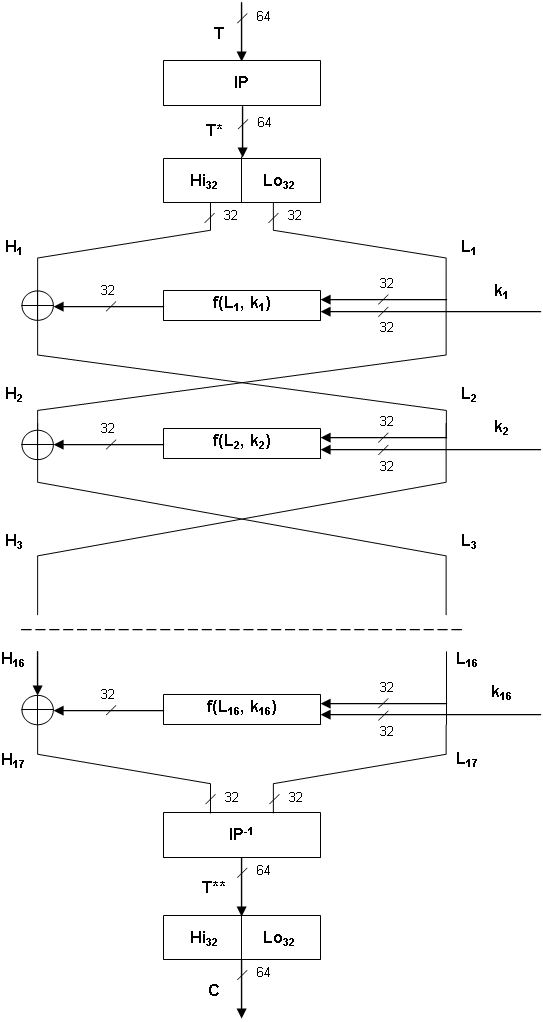 64
T
IP
T* 64
Hi32 Lo32
32 32
H1 L1
32 32 k1
f(L1, k1)
32
H2 L2
32 32 k2
f(L2, k2)
32
H3 L3
H16 L16
32 32 k16
f(L16, k16)
32
H17 L17
32 32
IP-1
64
T**
Hi32 Lo32
64
C